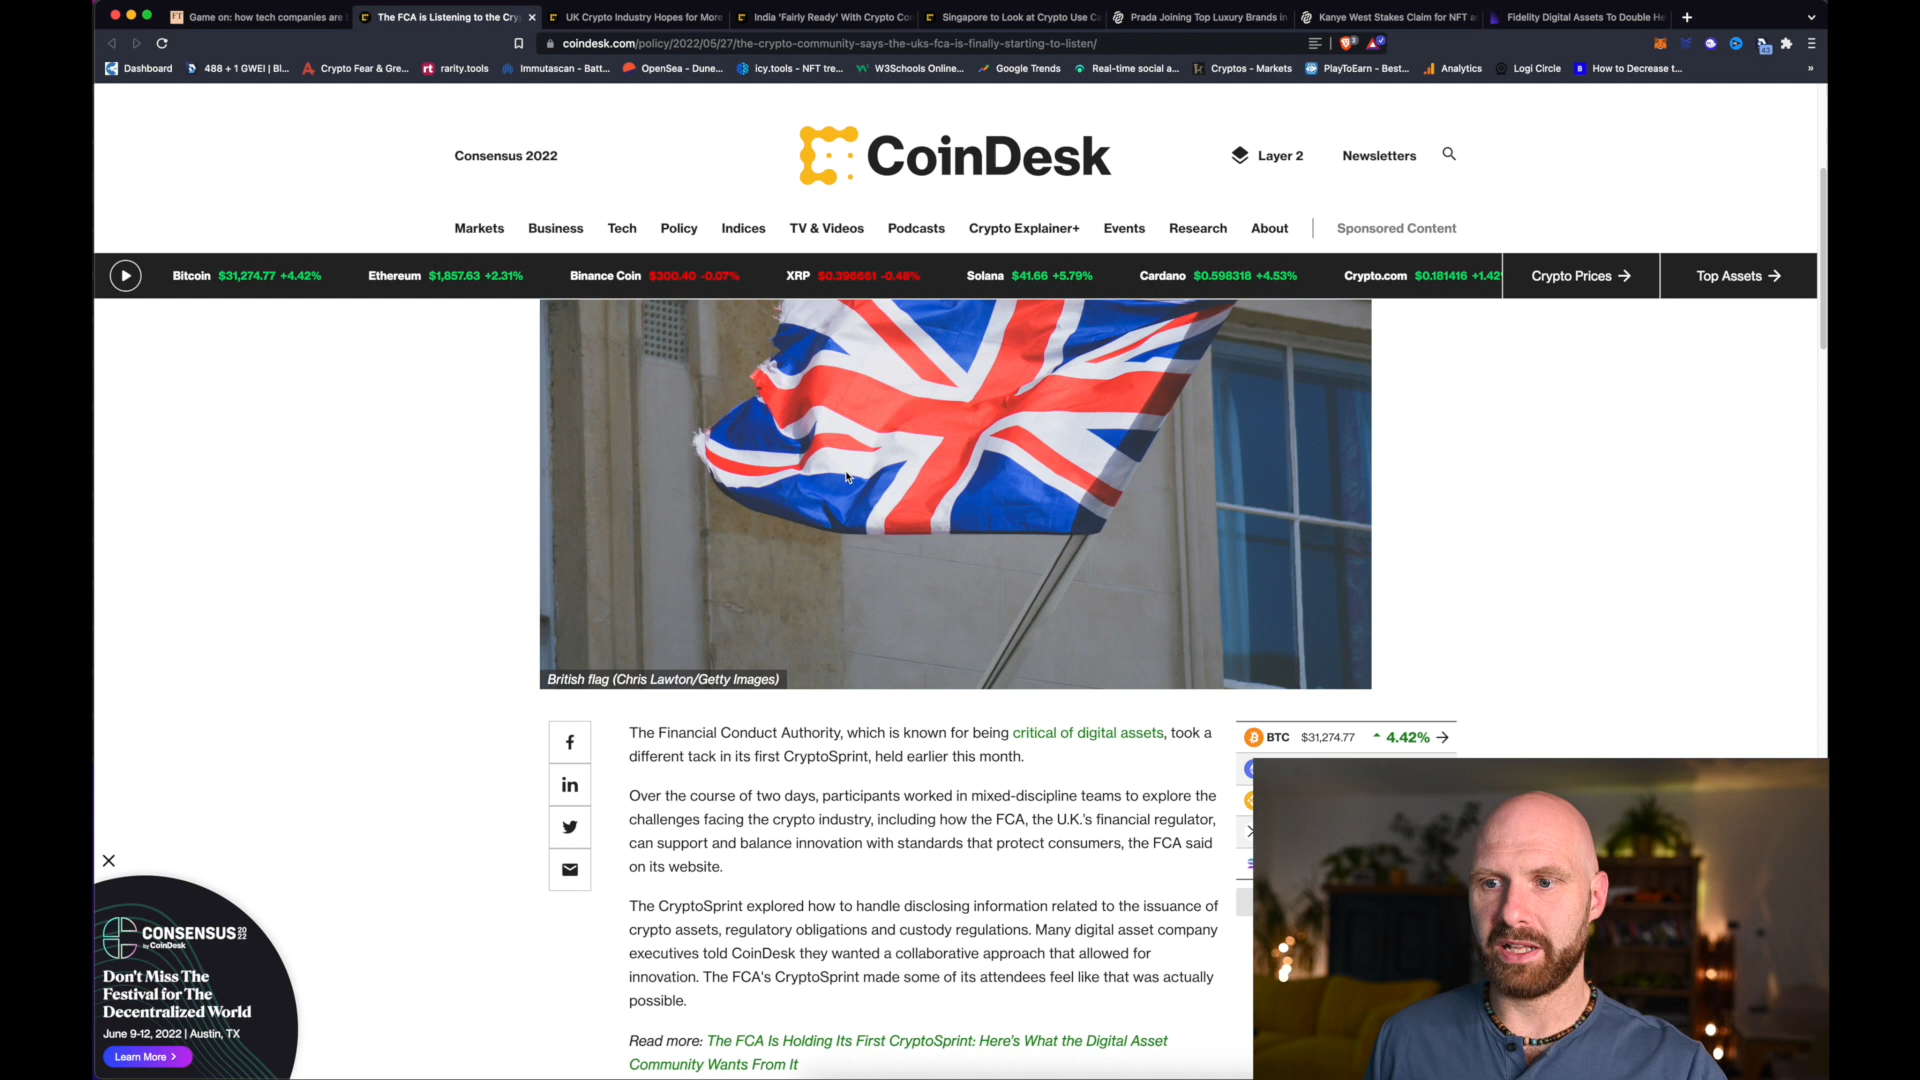 Game on: how tech companies are
The FCA is Listening to the Cry
UK Crypto Industry Hopes for More
India 'Fairly Ready' With Crypto Co
Singapore to Look at Crypto Use C
Prada Joining Top Luxury Brands in
Kanye West Stakes Claim for NFT a
Fidelity Digital Assets To Double He
coindesk.com/policy/2022/05/27/the-crypto-community-says-the-uks-fca-is-finally-starting-to-listen/
Dashboard
488 + 1 GWEI | Bl...
Crypto Fear & Gre...
rarity.tools
Immutascan - Batt...
OpenSea - Dune...
icy.tools - NFT tre...
W3Schools Online...
Google Trends
Real-time social a...
Cryptos - Markets
PlayToEarn - Best...
Analytics
Logi Circle
How to Decrease t...
Consensus 2022
CoinDesk
Layer 2
Newsletters
Markets Business Tech Policy Indices TV & Videos Podcasts Crypto Explainer+ Events Research About Sponsored Content
Bitcoin $31,274.77 +4.42% Ethereum $1,857.63 +2.31% Binance Coin $300.40 -0.07% XRP $0.396661 -0.48% Solana $41.66 +5.79% Cardano $0.598318 +4.53% Crypto.com $0.181416 +1.42
Crypto Prices →
Top Assets →
British flag (Chris Lawton/Getty Images)
The Financial Conduct Authority, which is known for being critical of digital assets, took a
different tack in its first CryptoSprint, held earlier this month.
Over the course of two days, participants worked in mixed-discipline teams to explore the
challenges facing the crypto industry, including how the FCA, the U.K.'s financial regulator,
can support and balance innovation with standards that protect consumers, the FCA said
on its website.
The CryptoSprint explored how to handle disclosing information related to the issuance of
crypto assets, regulatory obligations and custody regulations. Many digital asset company
executives told CoinDesk they wanted a collaborative approach that allowed for
innovation. The FCA's CryptoSprint made some of its attendees feel like that was actually
possible.
Read more: The FCA Is Holding Its First CryptoSprint: Here's What the Digital Asset
Community Wants From It
BTC $31,274.77 4.42% →
CONSENSUS 2022
by CoinDesk
Don't Miss The
Festival for The
Decentralized World
June 9-12, 2022 | Austin, TX
Learn More